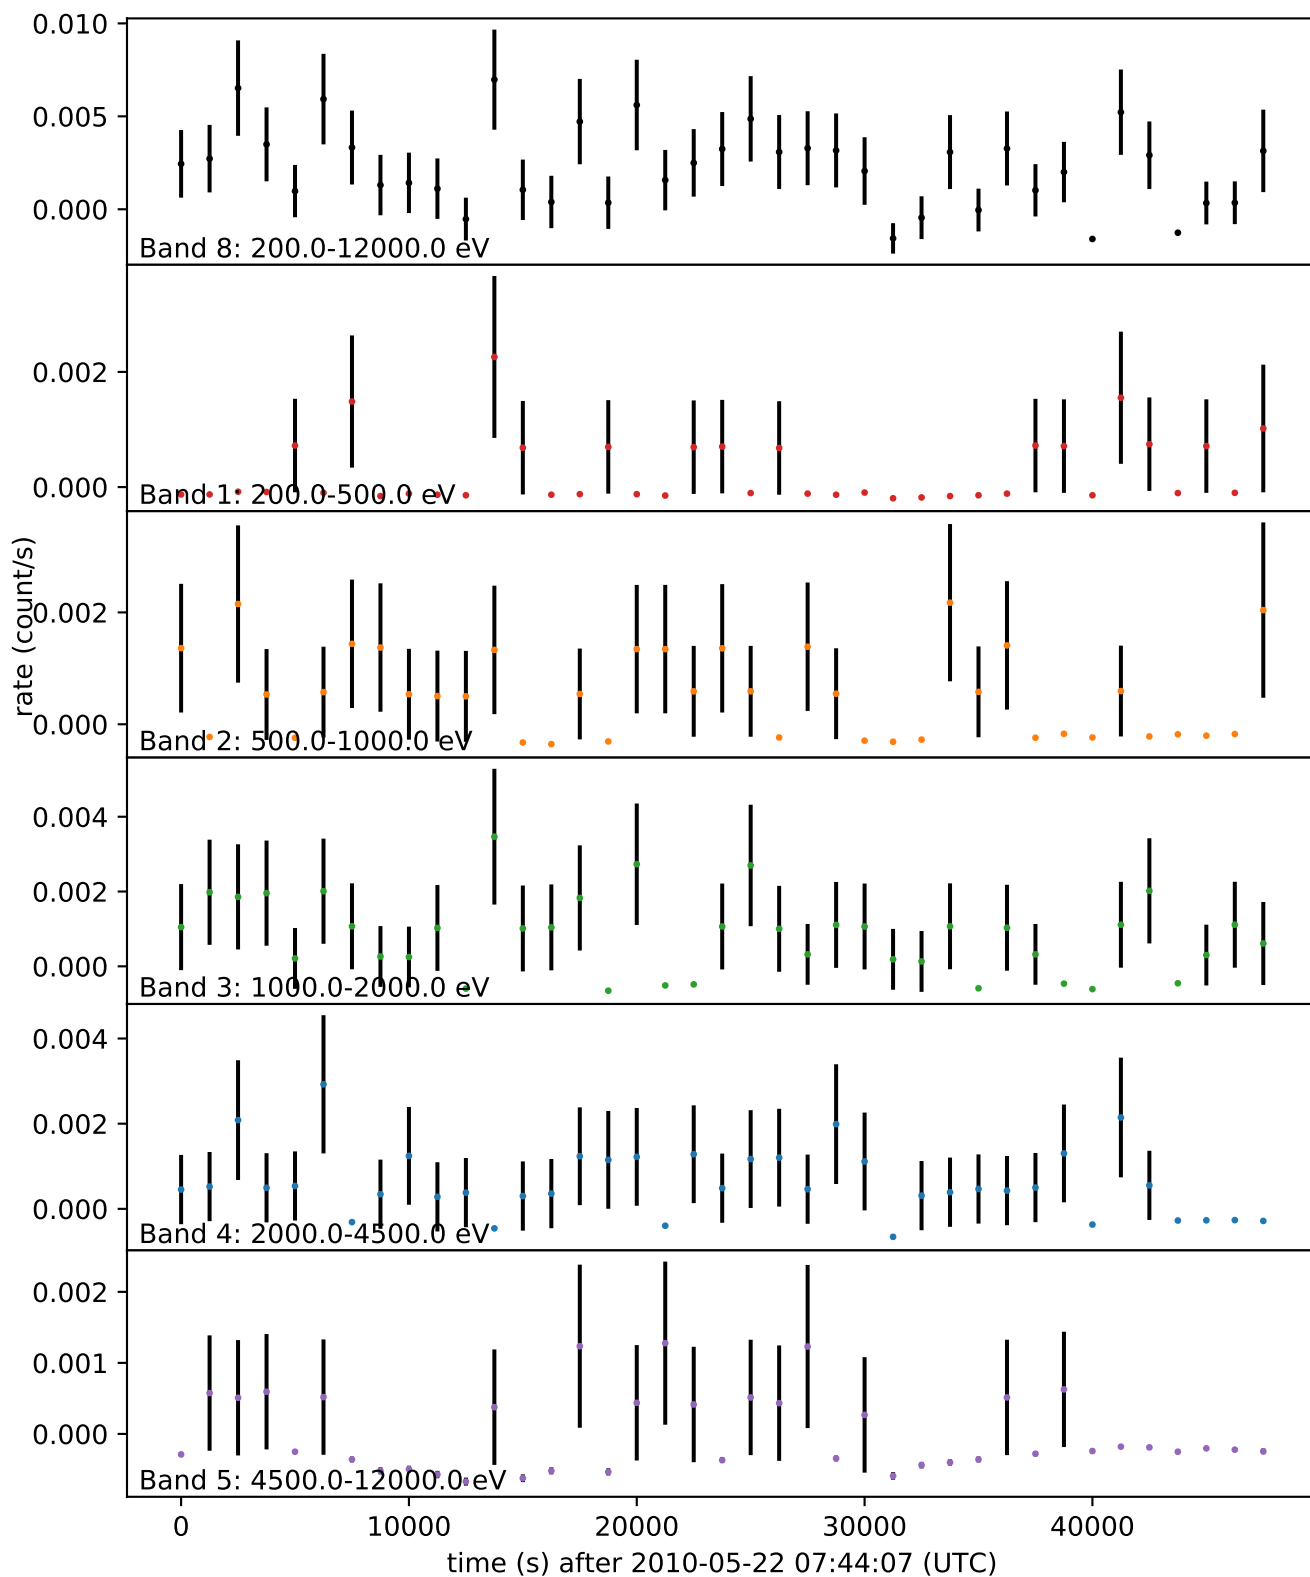 0.010
0.005
0.000
Band 8: 200.0-12000.0 eV
0.002
0.000
Band 1: 200.0-500.0 eV
rate (count/s)
0.002
0.000
Band 2: 500.0-1000.0 eV
0.004
0.002
0.000
Band 3: 1000.0-2000.0 eV
0.004
0.002
0.000
Band 4: 2000.0-4500.0 eV
0.002
0.001
0.000
Band 5: 4500.0-12000.0 eV
0 10000 20000 30000 40000
time (s) after 2010-05-22 07:44:07 (UTC)